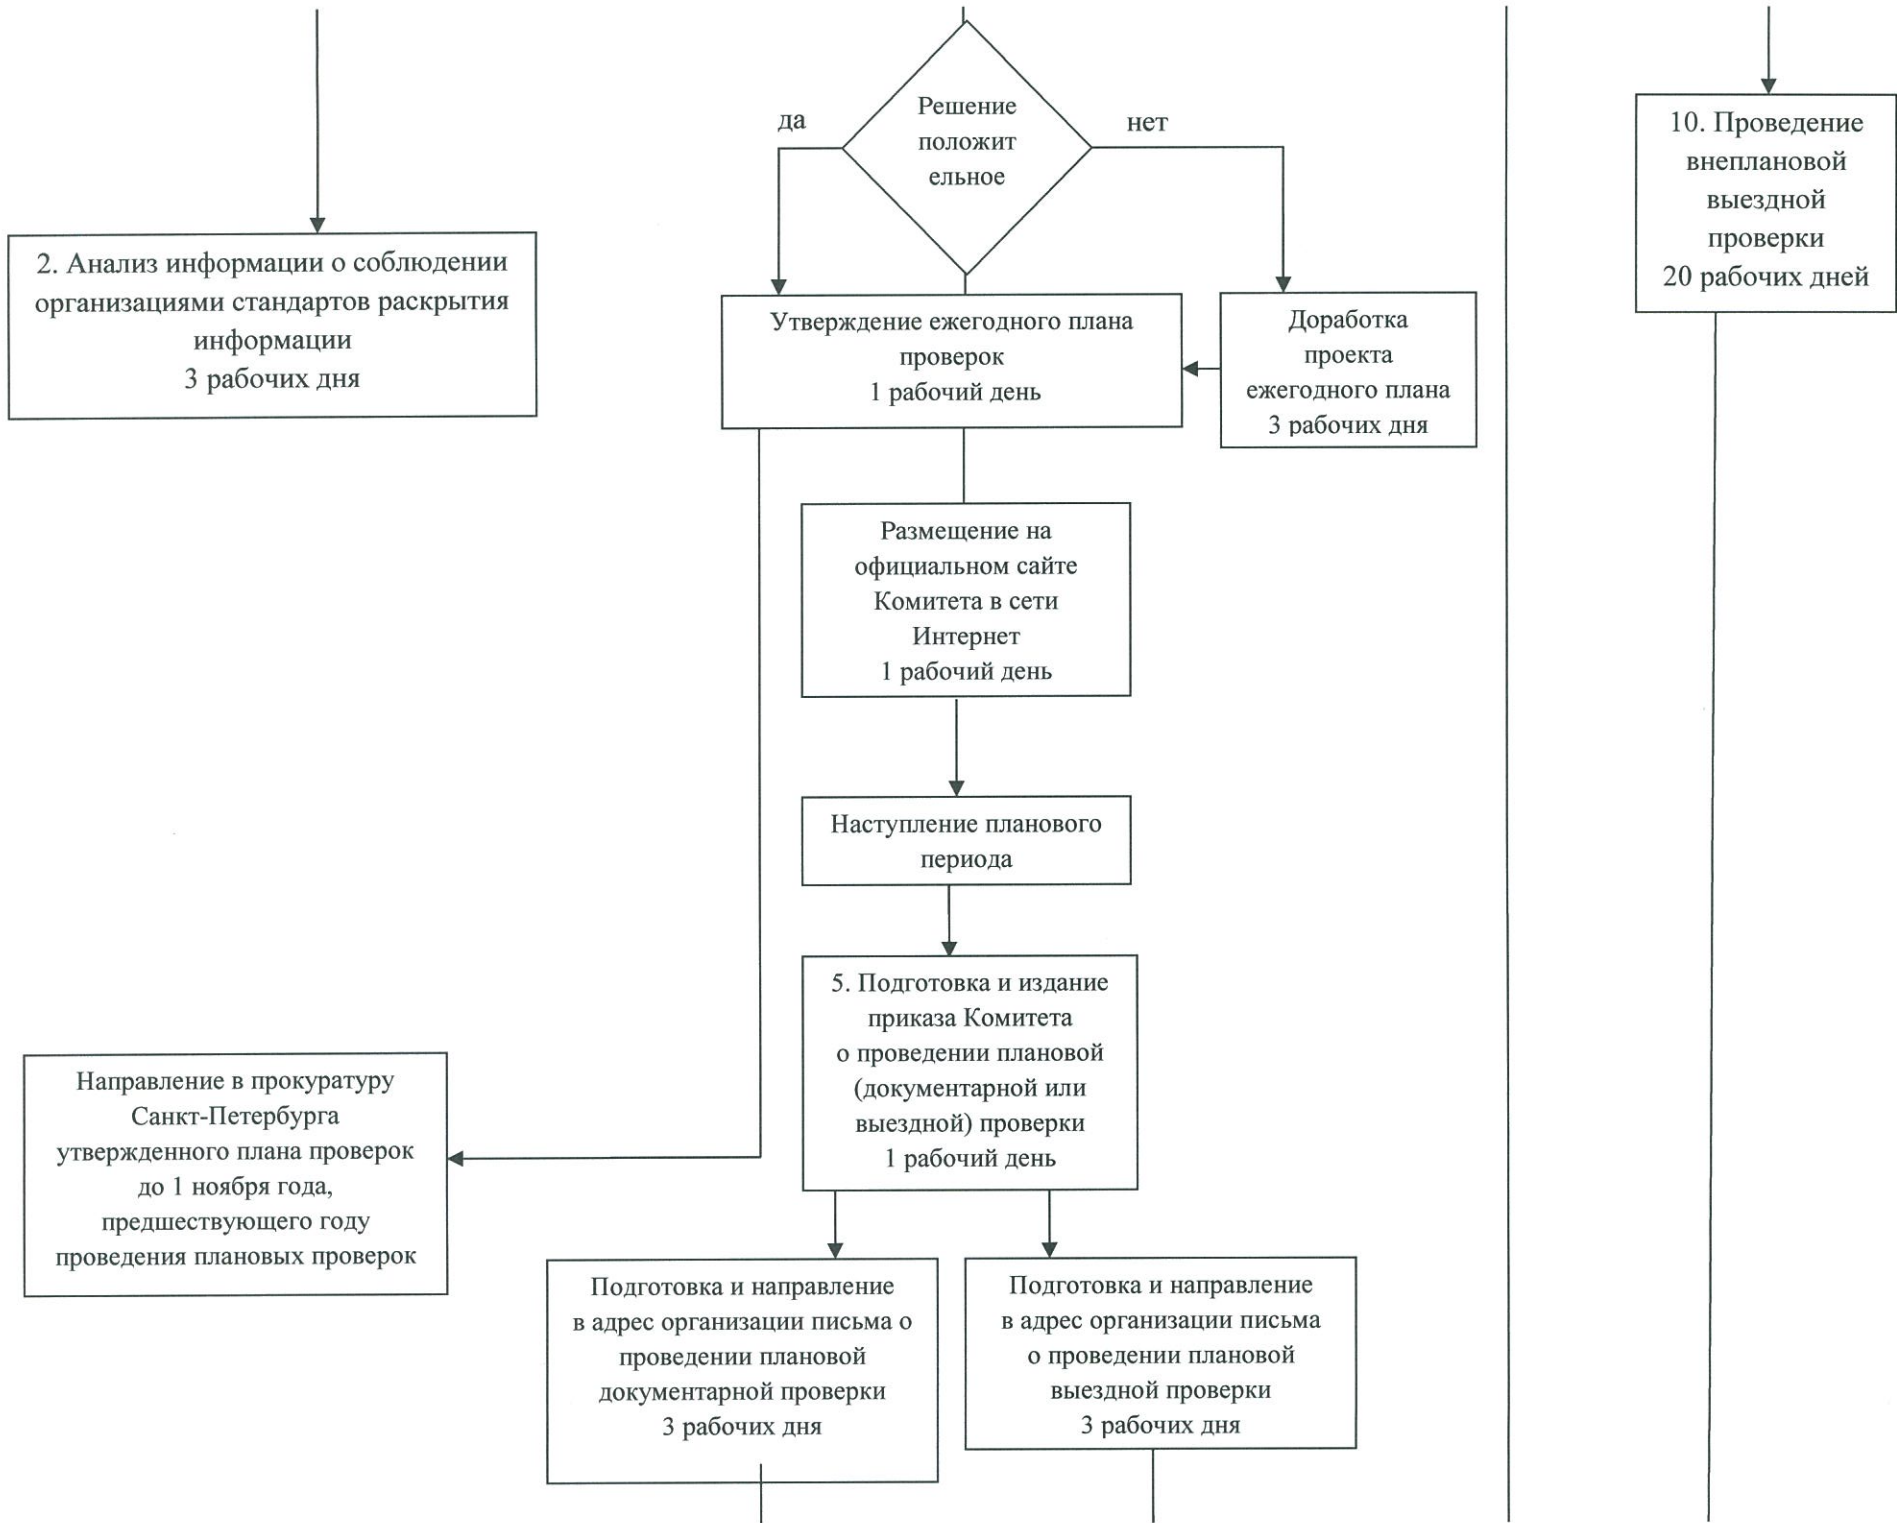 Решение
положит
ельное
да
нет
10. Проведение
внеплановой
выездной
проверки
20 рабочих дней
2. Анализ информации о соблюдении
организациями стандартов раскрытия
информации
3 рабочих дня
Утверждение ежегодного плана
проверок
1 рабочий день
Доработка
проекта
ежегодного плана
3 рабочих дня
Размещение на
официальном сайте
Комитета в сети
Интернет
1 рабочий день
Наступление планового
периода
5. Подготовка и издание
приказа Комитета
о проведении плановой
(документарной или
выездной) проверки
1 рабочий день
Направление в прокуратуру
Санкт-Петербурга
утвержденного плана проверок
до 1 ноября года,
предшествующего году
проведения плановых проверок
Подготовка и направление
в адрес организации письма о
проведении плановой
документарной проверки
3 рабочих дня
Подготовка и направление
в адрес организации письма
о проведении плановой
выездной проверки
3 рабочих дня